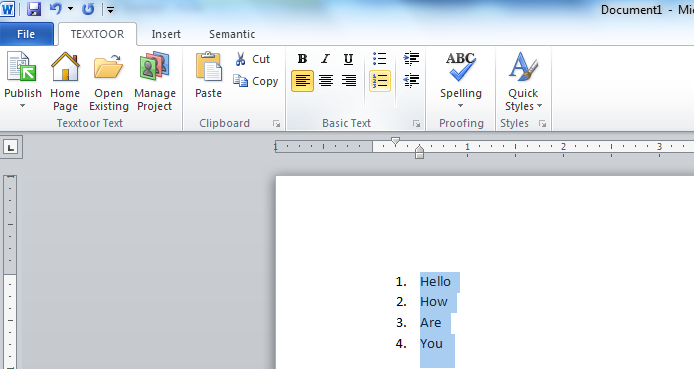 Document1 - Mi
File TEXXTOOR Insert Semantic
Publish
Home Page
Open Existing
Manage Project
Texxtoor Text
Paste
Cut
Copy
Clipboard
B I U
Basic Text
ABC
Spelling
Proofing
Quick Styles
Styles
1 1 2 3
1. Hello
2. How
3. Are
4. You